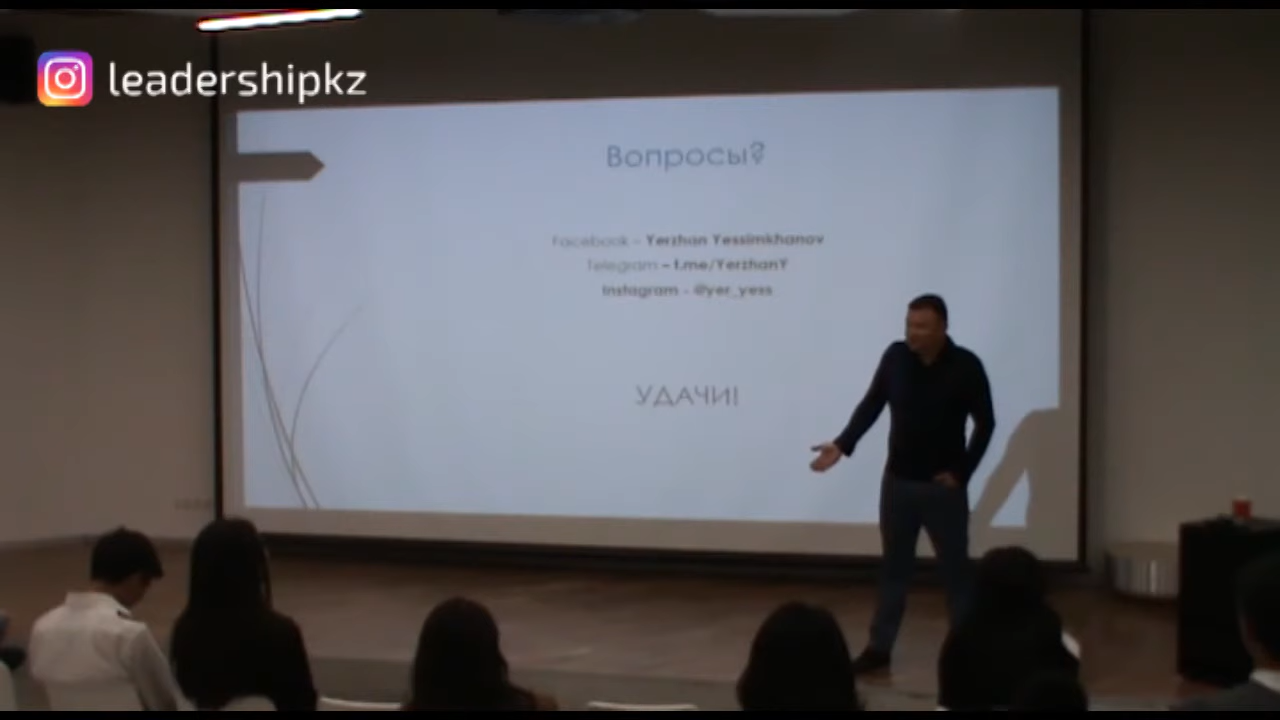 leadershipkz
Вопросы?
Facebook – Yerzhan Yessimkhanov
Telegram – t.me/YerzhanY
Instagram - @yer_yess
УДАЧИ!